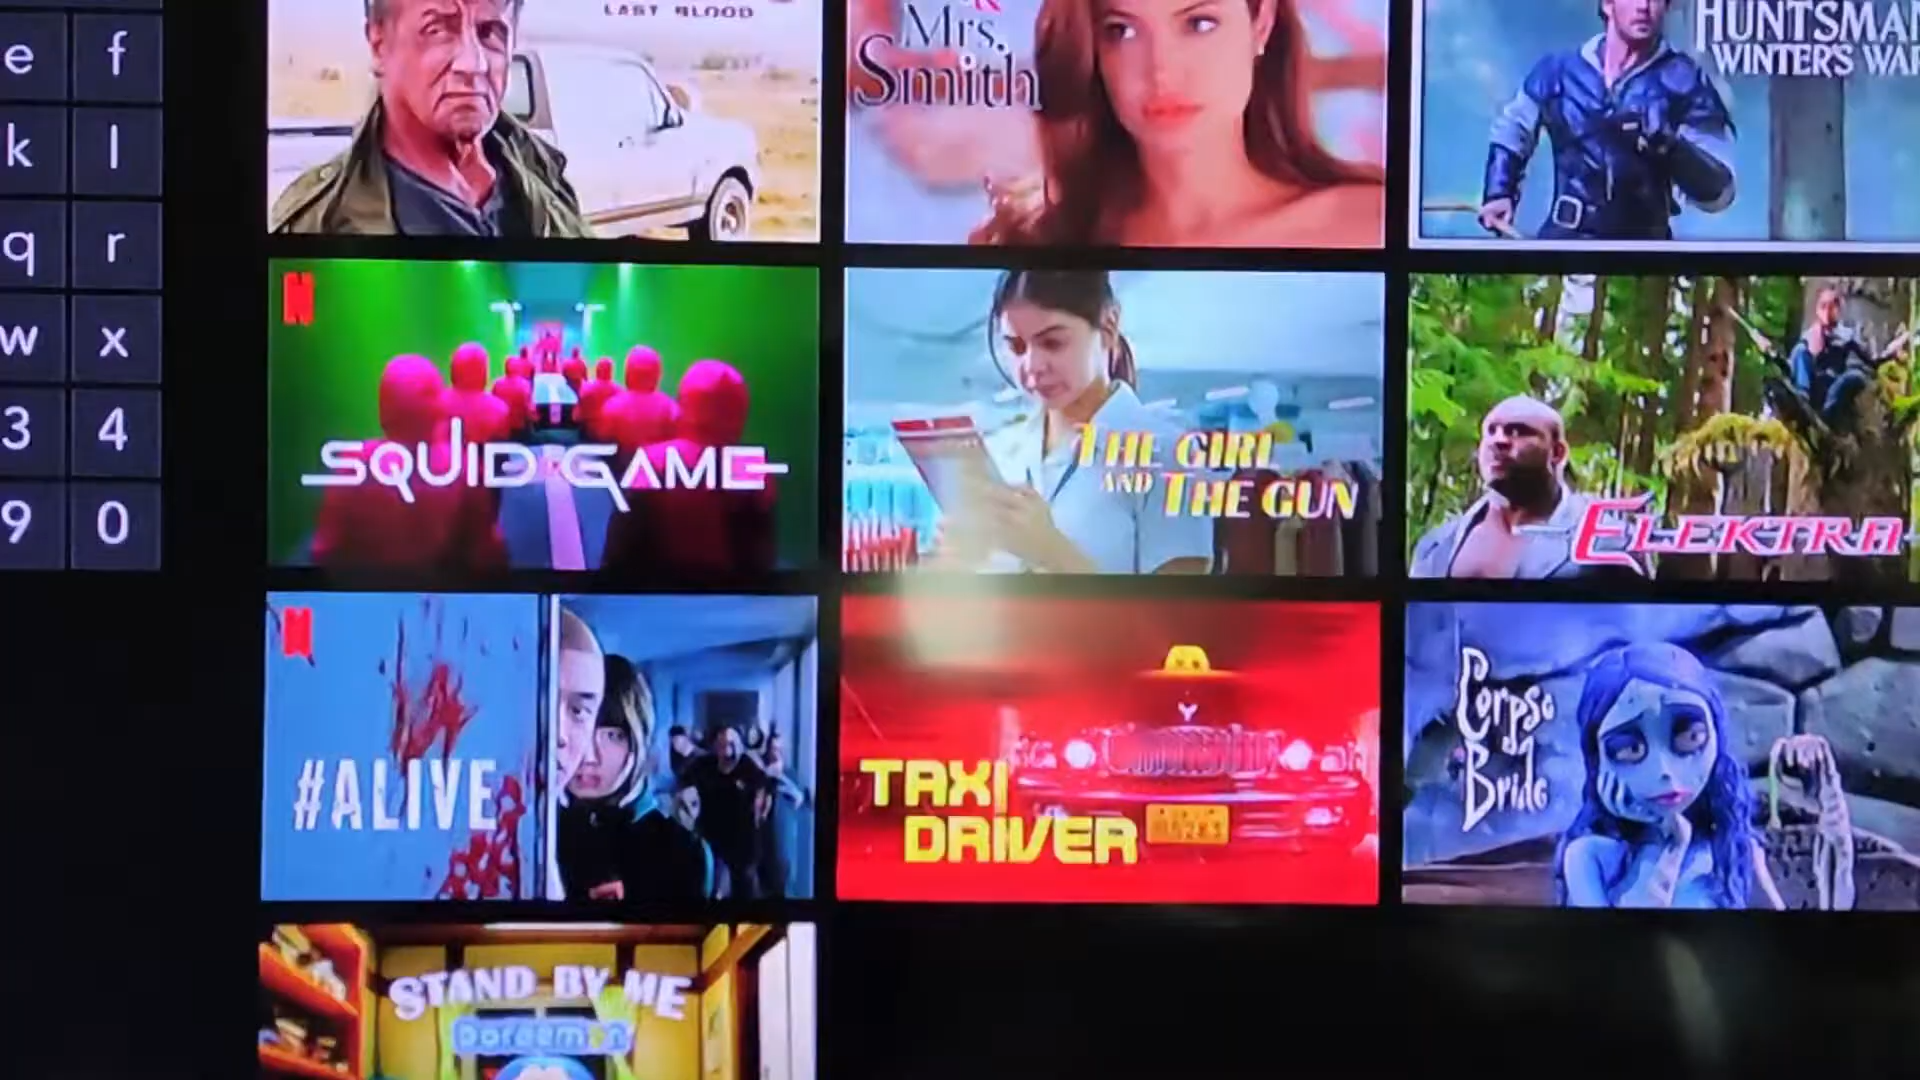 e f
k l
q r
w x
3 4
9 0
LAST BLOOD
Mrs.
Smith
HUNTSMAN
WINTER'S WAR
N
SQUID GAME
THE GIRL
AND THE GUN
ELEKTRA
N
#ALIVE
TAXI
DRIVER
Corpse
Bride
STAND BY ME
Doraemon